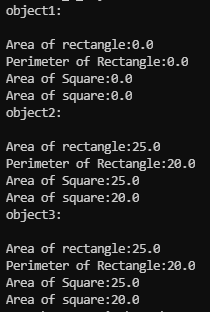 object1:
Area of rectangle:0.0
Perimeter of Rectangle:0.0
Area of Square:0.0
Area of square:0.0
object2:
Area of rectangle:25.0
Perimeter of Rectangle:20.0
Area of Square:25.0
Area of square:20.0
object3:
Area of rectangle:25.0
Perimeter of Rectangle:20.0
Area of Square:25.0
Area of square:20.0